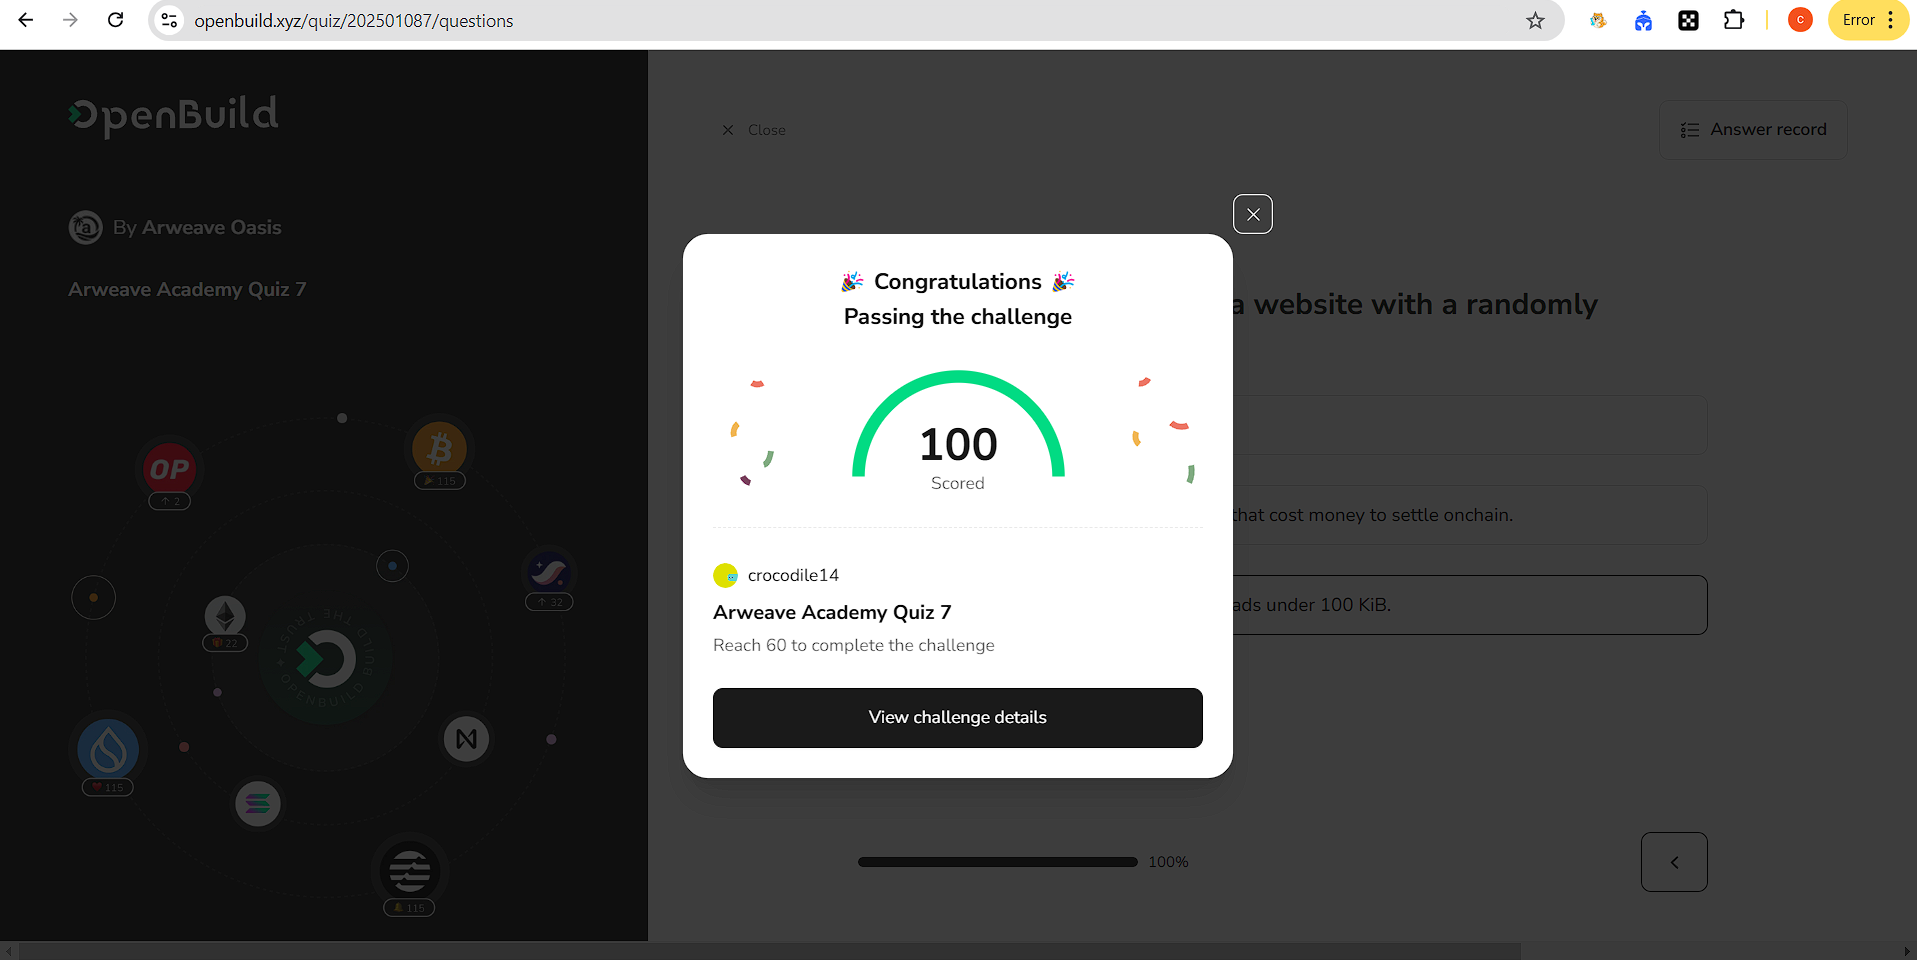 openbuild.xyz/quiz/202501087/questions
C
Error
OpenBuild
Close
Answer record
By Arweave Oasis
Arweave Academy Quiz 7
Congratulations
Passing the challenge
a website with a randomly
100
Scored
that cost money to settle onchain.
ads under 100 KiB.
crocodile14
Arweave Academy Quiz 7
Reach 60 to complete the challenge
View challenge details
100%
OP
2
115
32
22
BUILD THE TRUST
OPENBUILD
115
115